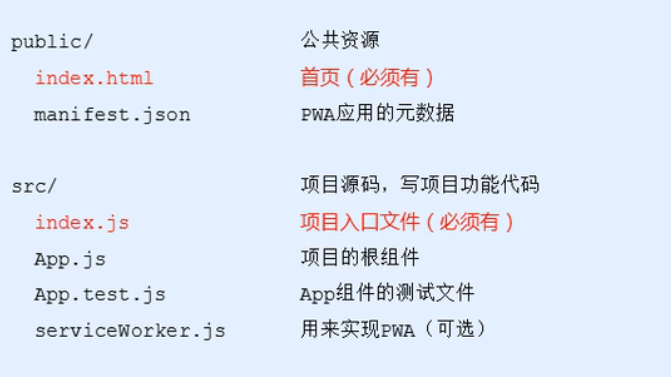 public/ 公共资源
index.html 首页（必须有）
manifest.json PWA应用的元数据
src/ 项目源码，写项目功能代码
index.js 项目入口文件（必须有）
App.js 项目的根组件
App.test.js App组件的测试文件
serviceWorker.js 用来实现PWA（可选）